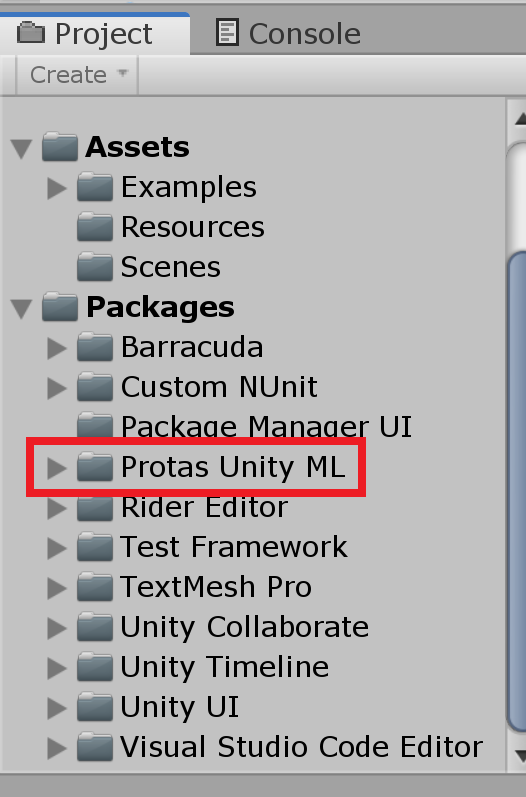 Project Console
Create
Assets
Examples
Resources
Scenes
Packages
Barracuda
Custom NUnit
Package Manager UI
Protas Unity ML
Rider Editor
Test Framework
TextMesh Pro
Unity Collaborate
Unity Timeline
Unity UI
Visual Studio Code Editor